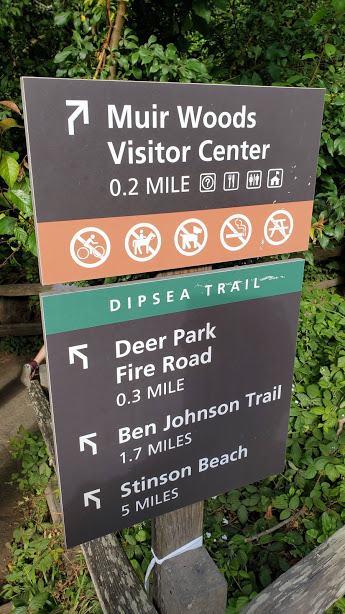 Muir Woods
Visitor Center
0.2 MILE
DIPSEA TRAIL
Deer Park
Fire Road
0.3 MILE
Ben Johnson Trail
1.7 MILES
Stinson Beach
5 MILES